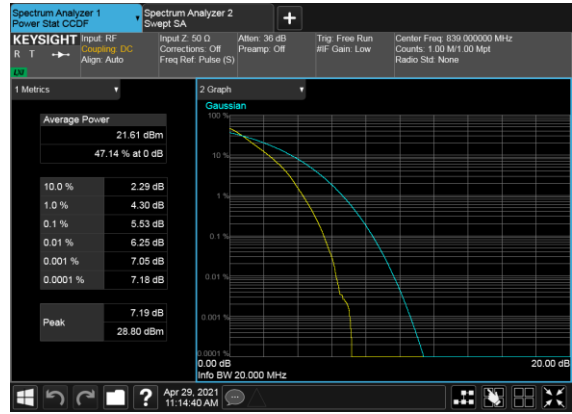 Spectrum Analyzer 1
Power Stat CCDF
Spectrum Analyzer 2
Swept SA
KEYSIGHT
R T
Input: RF
Coupling: DC
Align: Auto
Input Z: 50 Ω
Corrections: Off
Freq Ref: Pulse (S)
Atten: 36 dB
Preamp: Off
Trig: Free Run
#IF Gain: Low
Center Freq: 839.000000 MHz
Counts: 1.00 M/1.00 Mpt
Radio Std: None
1 Metrics
Average Power
21.61 dBm
47.14 % at 0 dB
10.0 % 2.29 dB
1.0 % 4.30 dB
0.1 % 5.53 dB
0.01 % 6.25 dB
0.001 % 7.05 dB
0.0001 % 7.18 dB
Peak
7.19 dB
28.80 dBm
2 Graph
Gaussian
100 %
10 %
1 %
0.1 %
0.01 %
0.001 %
0.0001 %
0.00 dB
20.00 dB
Info BW 20.000 MHz
?
Apr 29, 2021
11:14:40 AM